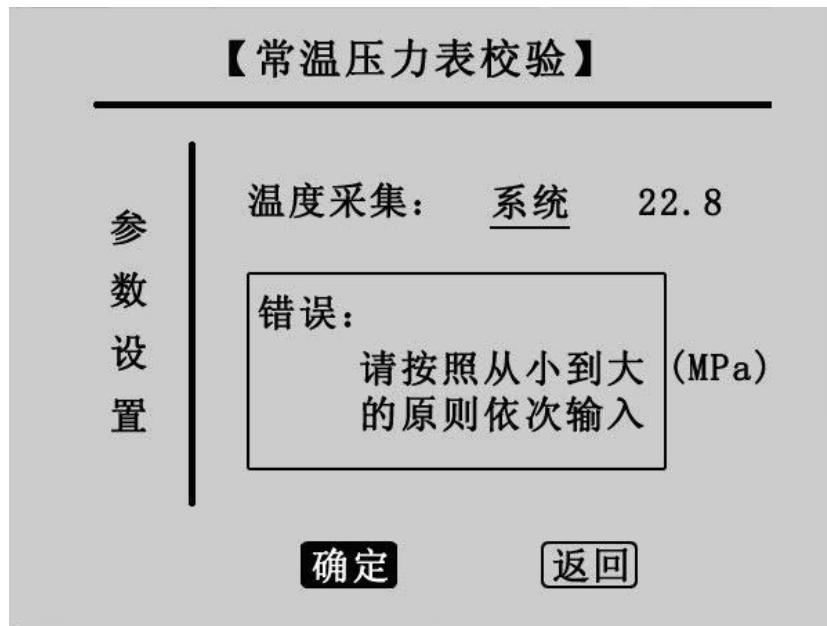 【常温压力表校验】
参数设置
温度采集： 系统 22.8
错误：
请按照从小到大 (MPa)
的原则依次输入
确定 返回